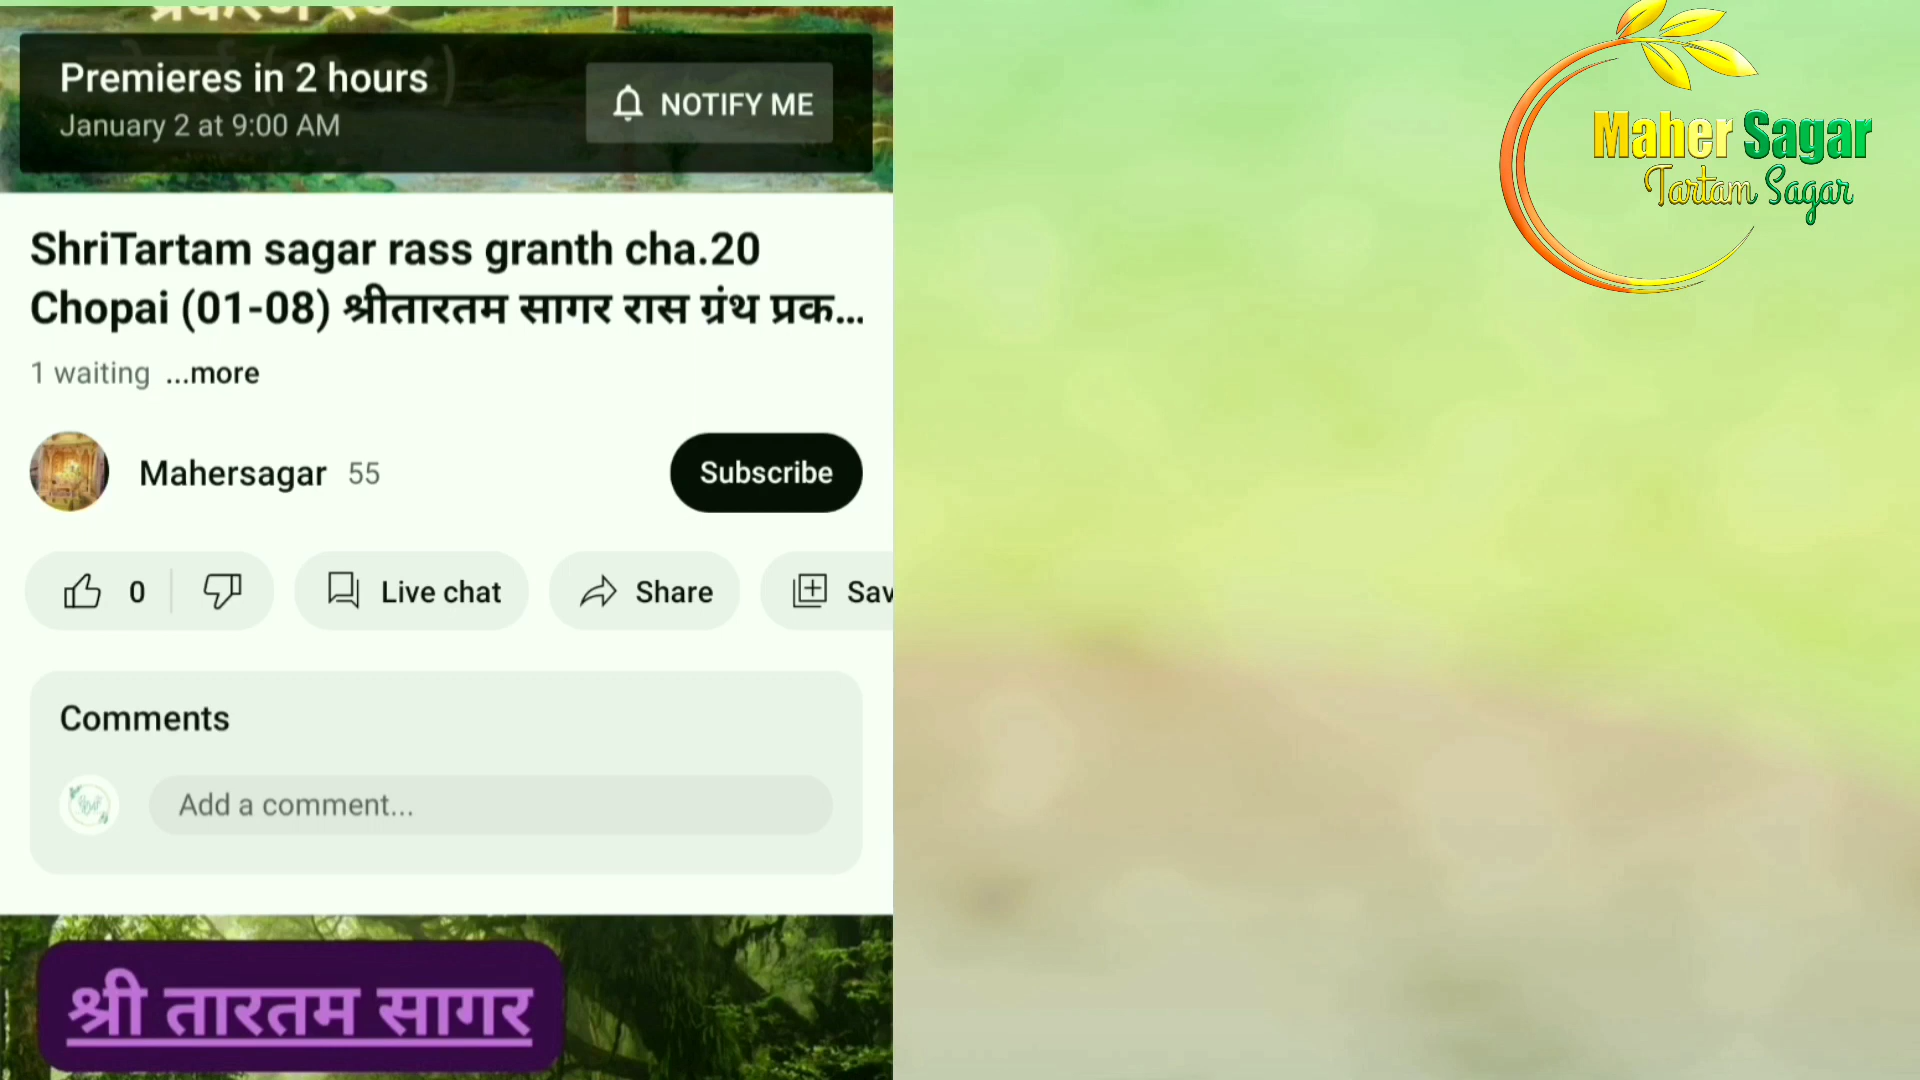 Premieres in 2 hours
January 2 at 9:00 AM
NOTIFY ME
ShriTartam sagar rass granth cha.20
Chopai (01-08) श्रीतारतम सागर रास ग्रंथ प्रक...
1 waiting ...more
Mahersagar 55
Subscribe
0
Live chat
Share
Sav
Comments
Add a comment...
श्री तारतम सागर
Maher Sagar
Tartam Sagar